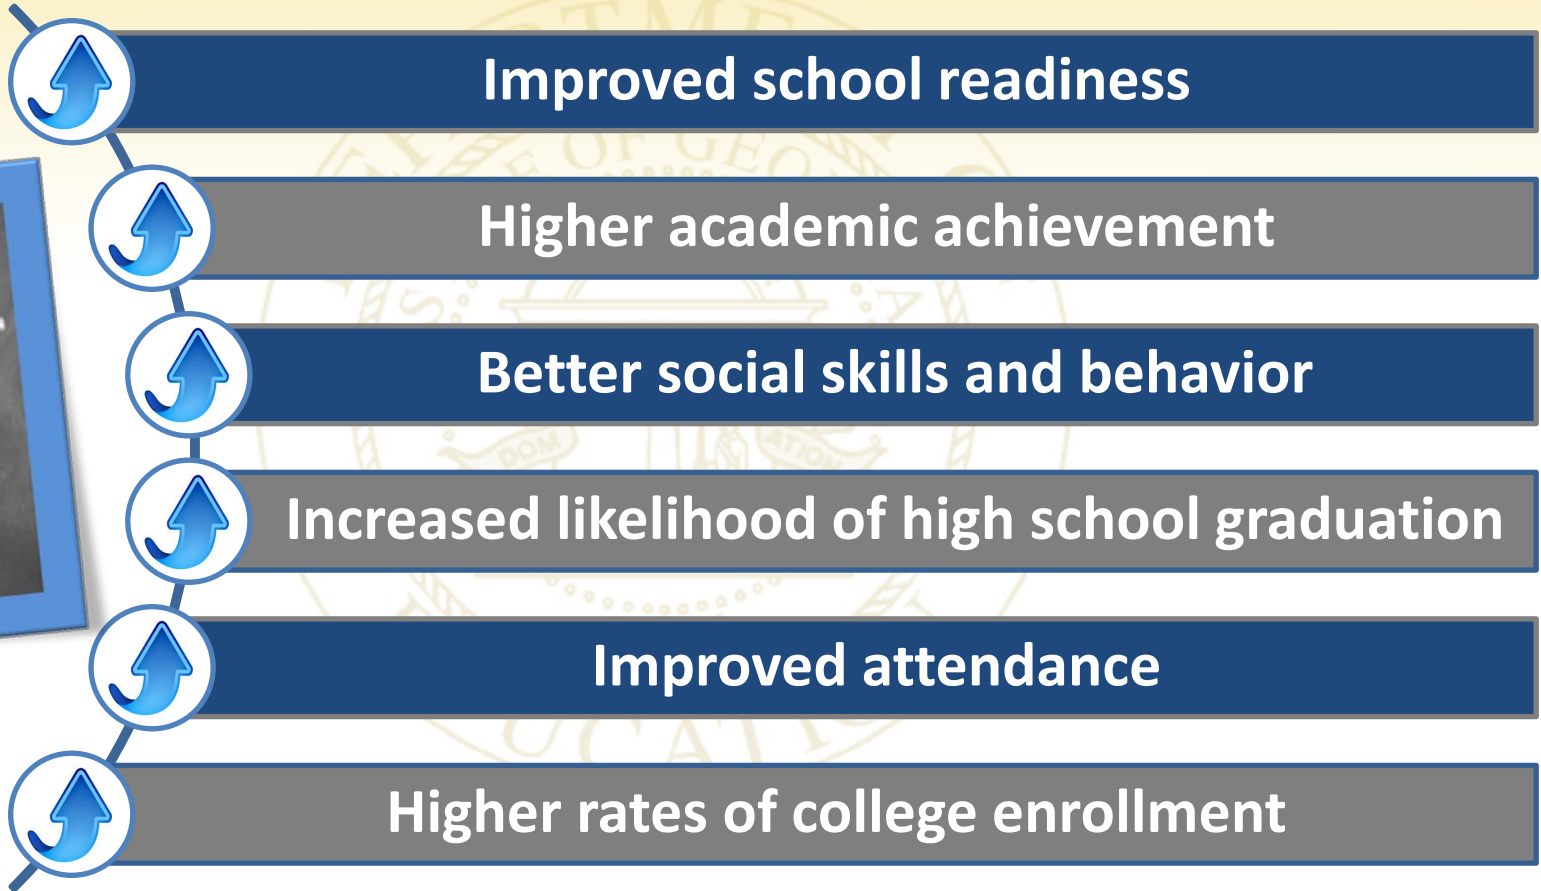 Improved school readiness
Higher academic achievement
Better social skills and behavior
Increased likelihood of high school graduation
Improved attendance
Higher rates of college enrollment